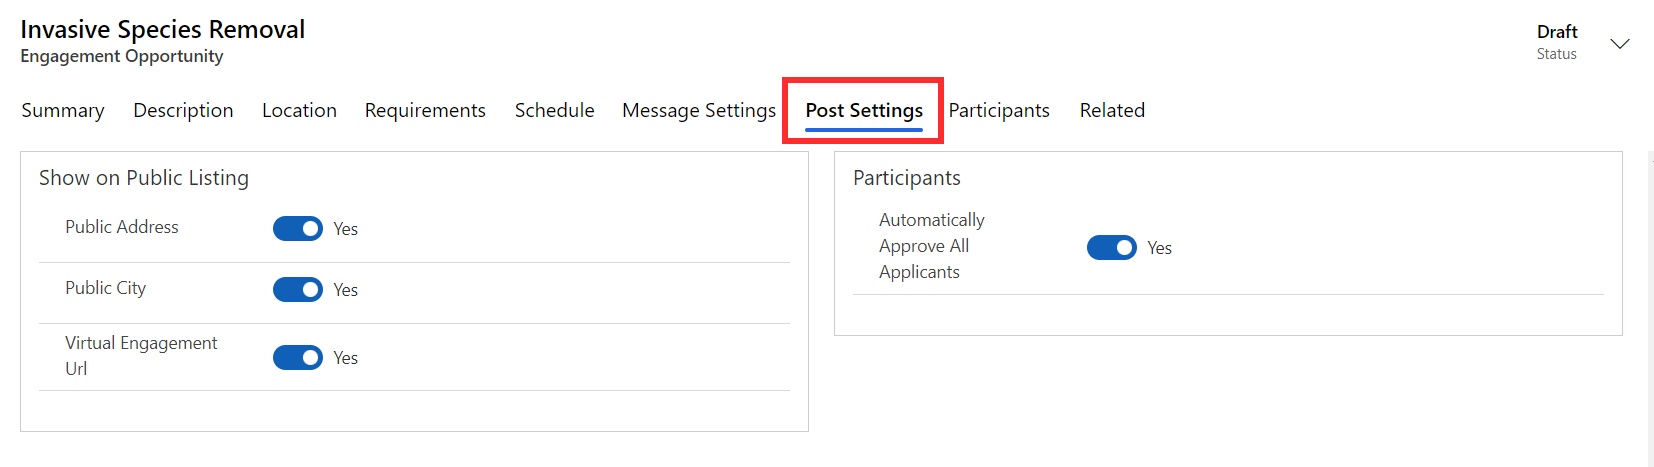 Invasive Species Removal
Engagement Opportunity
Draft
Status
Summary Description Location Requirements Schedule Message Settings Post Settings Participants Related
Show on Public Listing
Public Address Yes
Public City Yes
Virtual Engagement
Url
Yes
Participants
Automatically
Approve All
Applicants
Yes